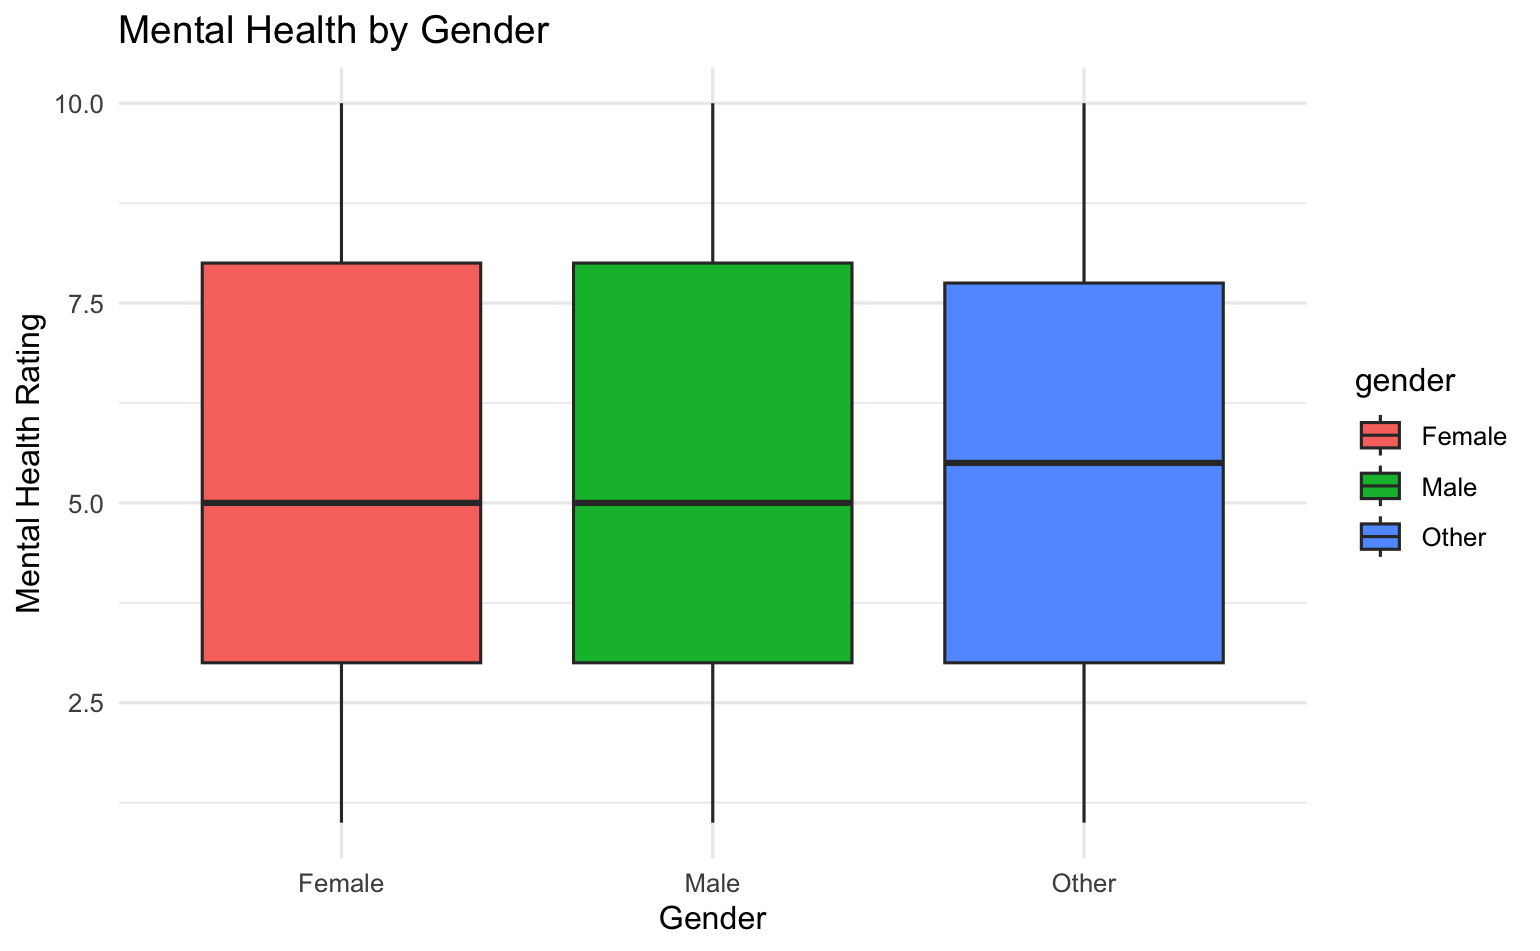 Mental Health by Gender
Mental Health Rating
10.0
7.5
5.0
2.5
Female
Male
Other
Gender
gender
Female
Male
Other